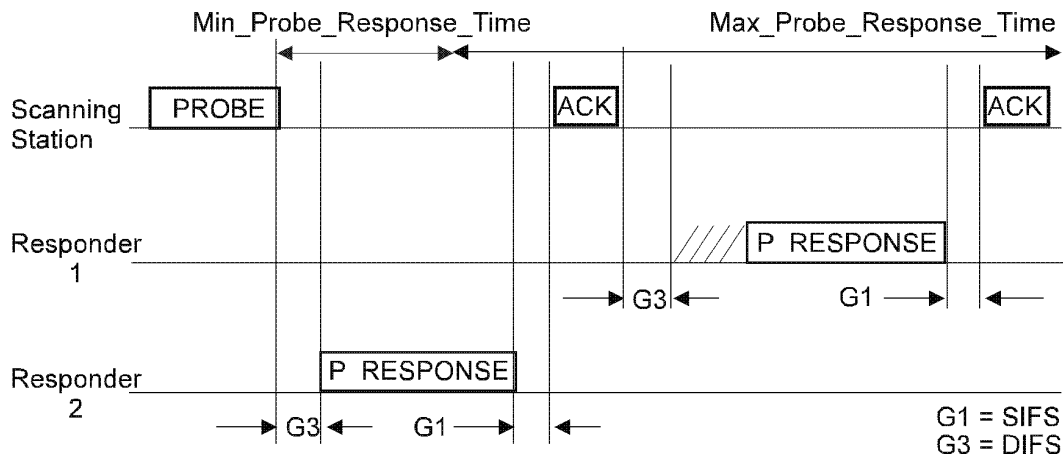 Min_Probe_Response_Time
Max_Probe_Response_Time
Scanning
Station
PROBE
ACK
ACK
Responder
1
P RESPONSE
G3
G1
Responder
2
P RESPONSE
G3
G1
G1 = SIFS
G3 = DIFS